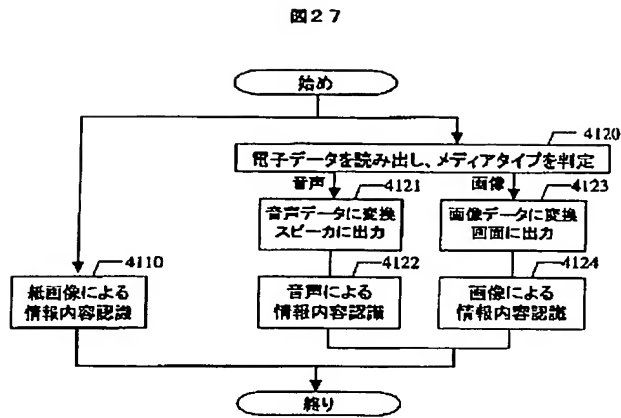 図27
始め
4120
電子データを読み出し、メディアタイプを判定
音声
4121
画像
4123
音声データに変換
スピーカに出力
画像データに変換
画面に出力
4110
紙画像による
情報内容認識
4122
音声による
情報内容認識
4124
画像による
情報内容認識
終り